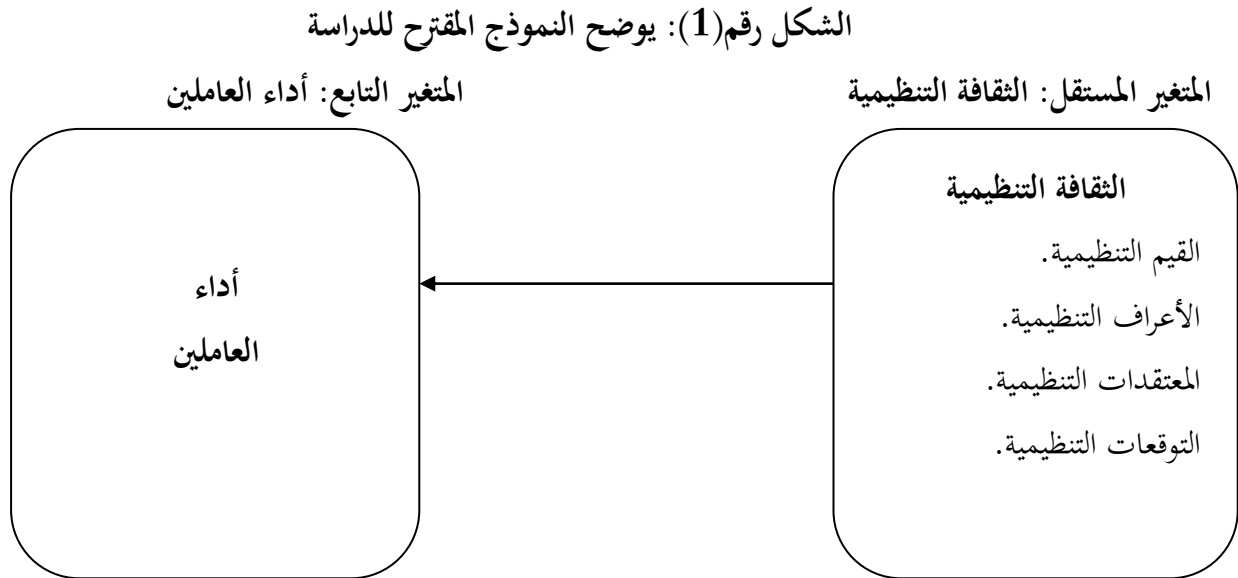 الشكل رقم(1): يوضح النموذج المقترح للدراسة
المتغير المستقل: الثقافة التنظيمية
المتغير التابع: أداء العاملين
الثقافة التنظيمية
القيم التنظيمية.
الأعراف التنظيمية.
المعتقدات التنظيمية.
التوقعات التنظيمية.
أداء
العاملين